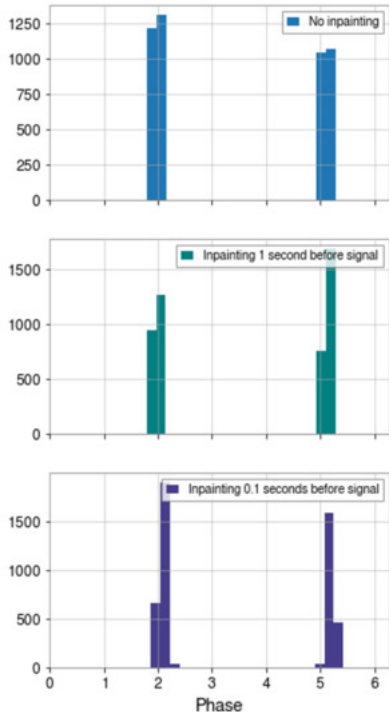 1250
1000
750
500
250
0
No inpainting
1500
1000
500
0
Inpainting 1 second before signal
1500
1000
500
0
Inpainting 0.1 seconds before signal
0 1 2 3 4 5 6
Phase